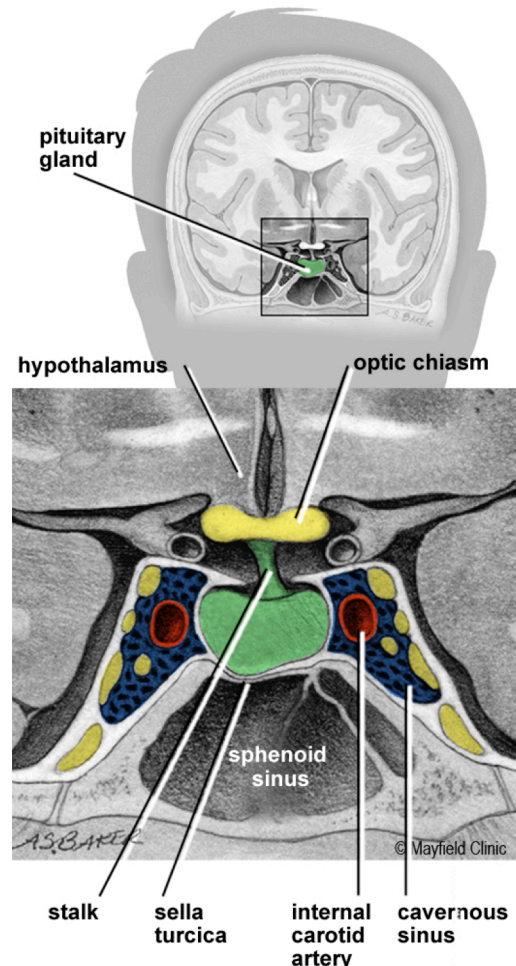 pituitary
gland
A.S.BAKER
hypothalamus
optic chiasm
sphenoid
sinus
A.S.BAKER
© Mayfield Clinic
stalk
sella
turcica
internal
carotid
artery
cavernous
sinus